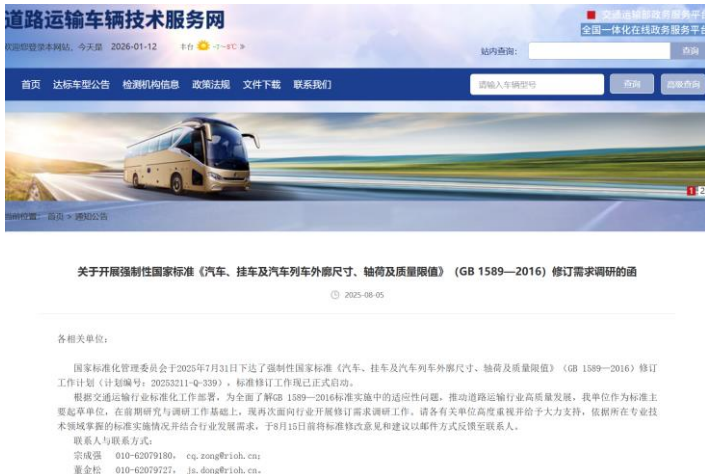 道路运输车辆技术服务网
交通运输部政务服务平台
全国一体化在线政务服务平台
欢迎您登录本网站，今天是 2026-01-12 丰台 -7~8℃ >
站内查询： 查询
首页 达标车型公告 检测机构信息 政策法规 文件下载 联系我们 请输入车辆型号 查询 高级查询
1 2
当前位置： 首页 > 通知公告
关于开展强制性国家标准《汽车、挂车及汽车列车外廓尺寸、轴荷及质量限值》（GB 1589—2016）修订需求调研的函
2025-08-05
各相关单位：
国家标准化管理委员会于2025年7月31日下达了强制性国家标准《汽车、挂车及汽车列车外廓尺寸、轴荷及质量限值》（GB 1589—2016）修订
工作计划（计划编号：20253211-Q-339），标准修订工作现已正式启动。
根据交通运输行业标准化工作部署，为全面了解GB 1589—2016标准实施中的适应性问题，推动道路运输行业高质量发展，我单位作为标准主
要起草单位，在前期研究与调研工作基础上，现再次面向行业开展修订需求调研工作。请各有关单位高度重视并给予大力支持，依据所在专业技
术领域掌握的标准实施情况并结合行业发展需求，于8月15日前将标准修改意见和建议以邮件方式反馈至联系人。
联系人与联系方式：
宗成强 010-62079180， cq.zong@rioh.cn；
董金松 010-62079727， js.dong@rioh.cn。